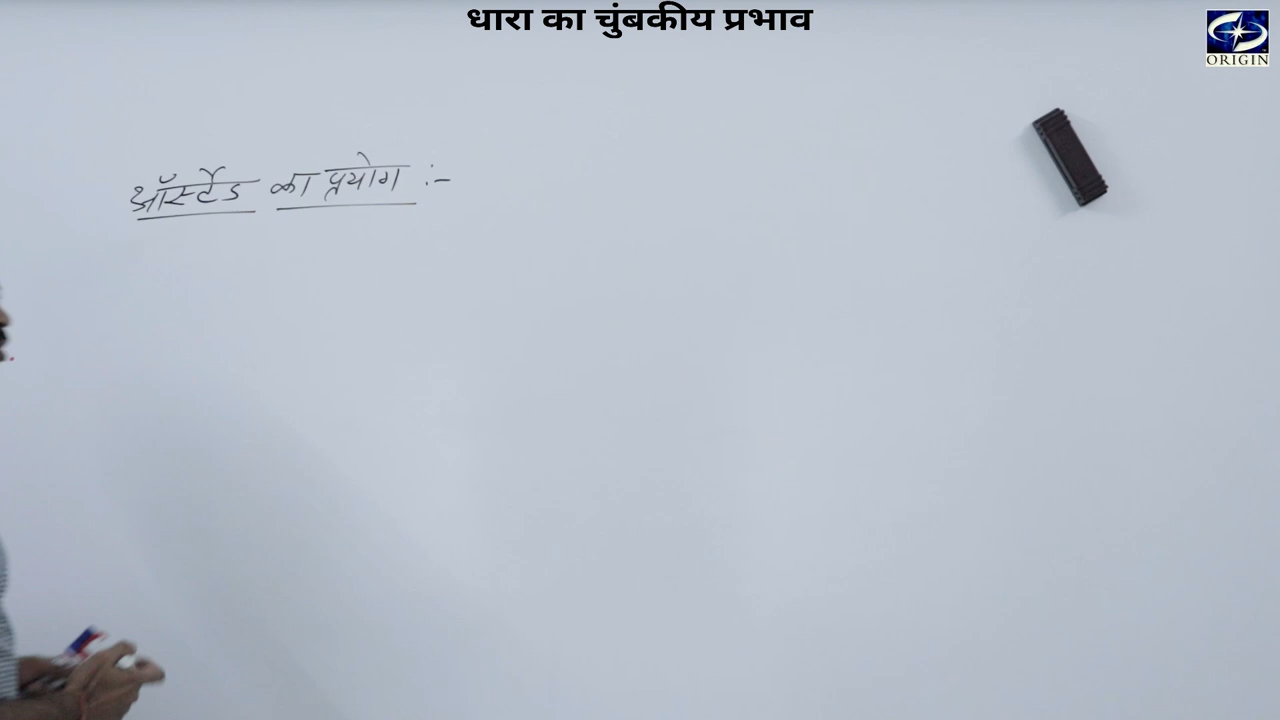 धारा का चुंबकीय प्रभाव
ORIGIN
ऑर्स्टेड का प्रयोग :-